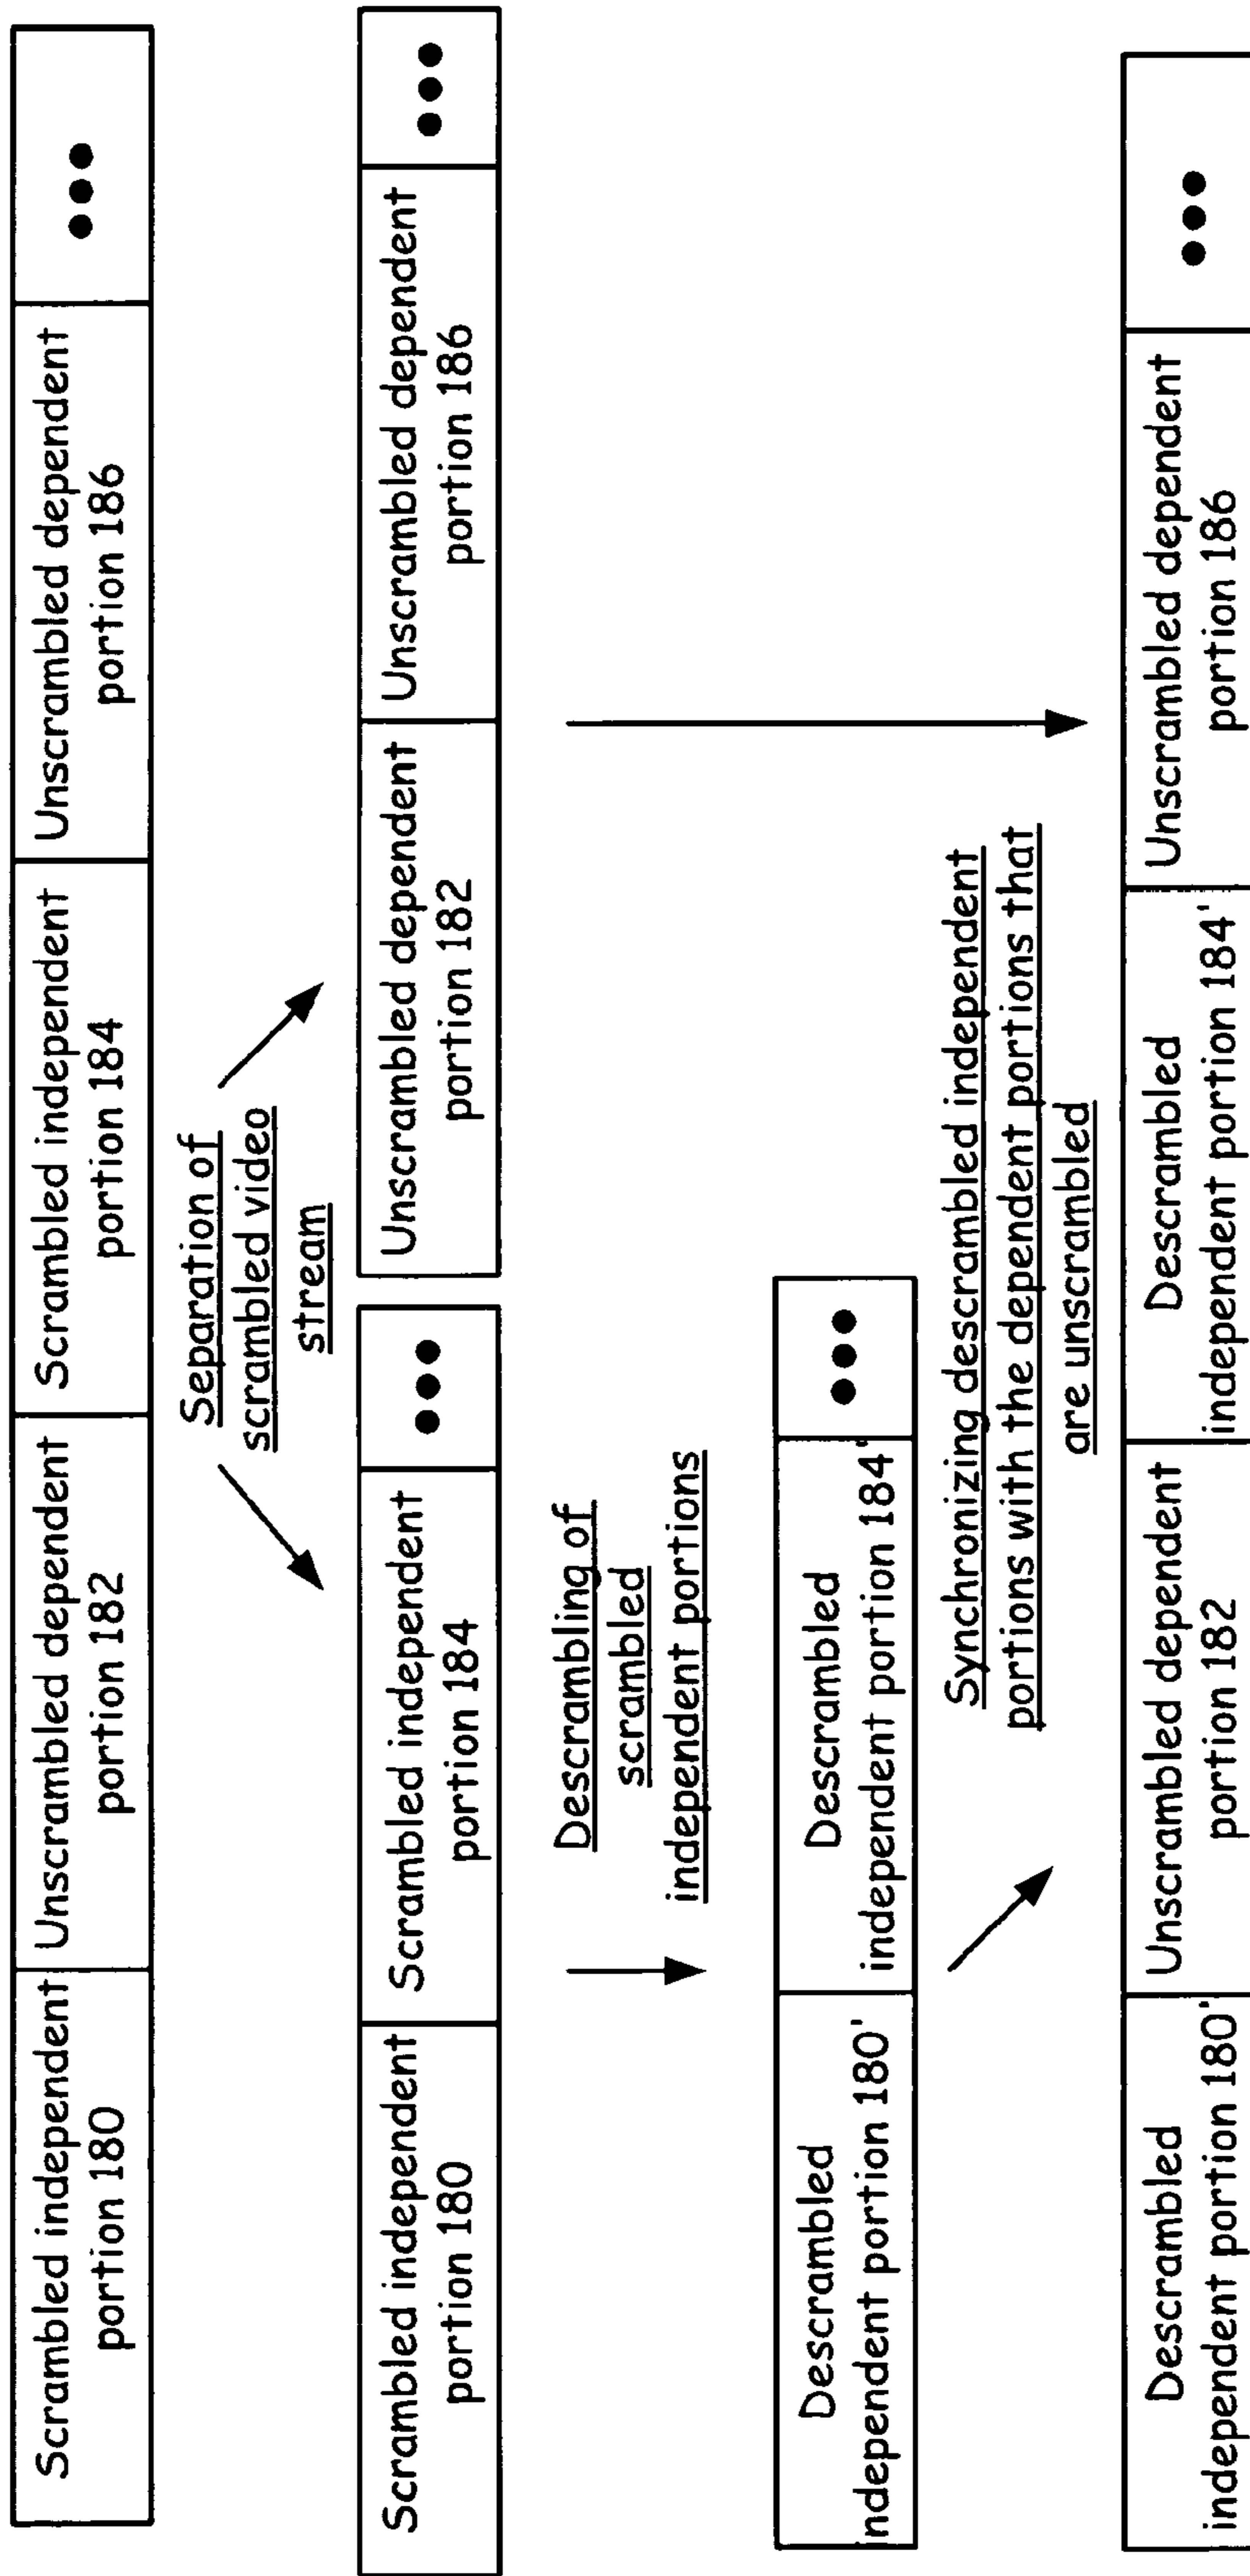 Scrambled independent
portion 180
Unscrambled dependent
portion 182
Scrambled independent
portion 184
Unscrambled dependent
portion 186
•••
Separation of
scrambled video
stream
Scrambled independent
portion 180
Scrambled independent
portion 184
•••
Unscrambled dependent
portion 182
Unscrambled dependent
portion 186
•••
Descrambling of
scrambled
independent portions
Descrambled
independent portion 180'
Descrambled
independent portion 184'
•••
Synchronizing descrambled independent
portions with the dependent portions that
are unscrambled
Descrambled
independent portion 180'
Unscrambled dependent
portion 182
Descrambled
independent portion 184'
Unscrambled dependent
portion 186
•••